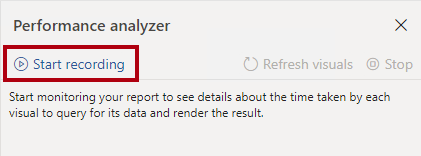 Performance analyzer
Start recording Refresh visuals Stop
Start monitoring your report to see details about the time taken by each
visual to query for its data and render the result.